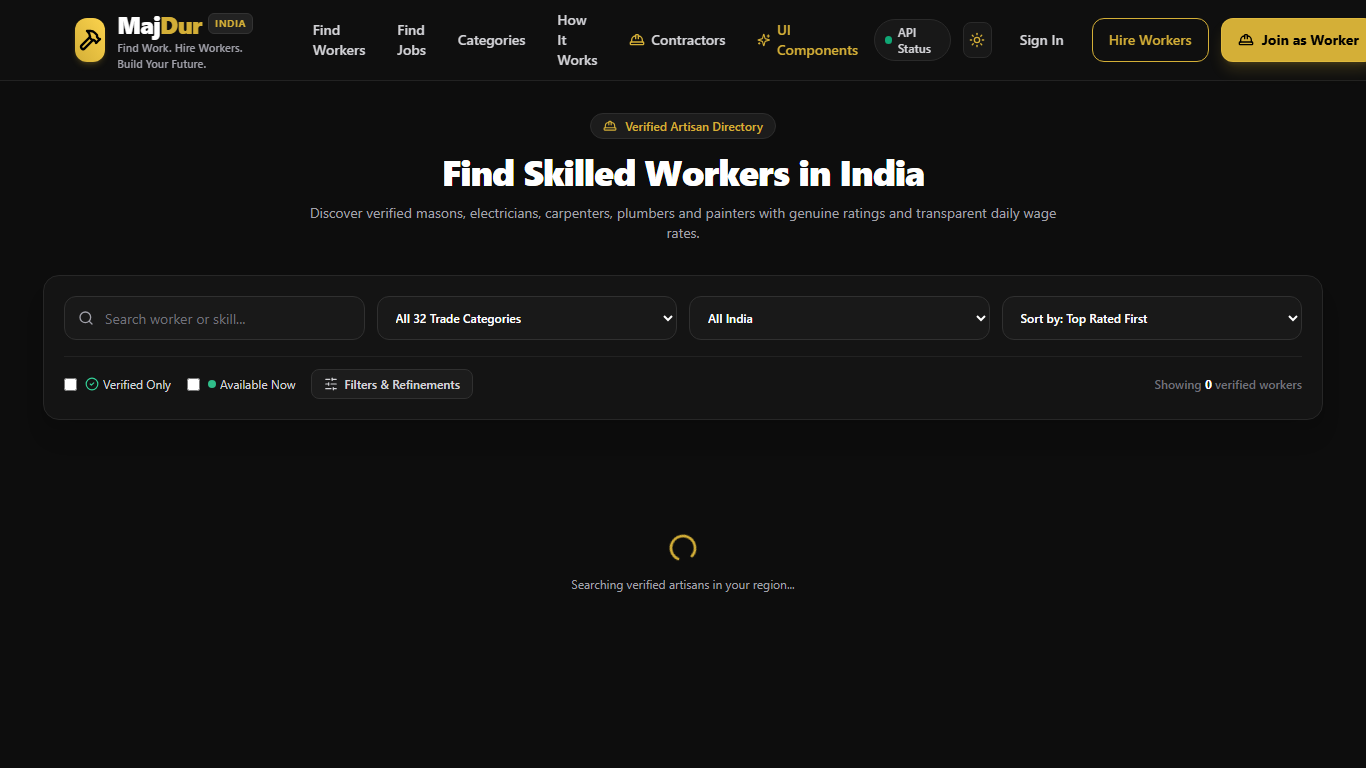 MajDur INDIA
Find Work. Hire Workers.
Build Your Future.
Find
Workers
Find
Jobs
Categories
How
It
Works
Contractors
UI
Components
API
Status
Sign In
Hire Workers
Join as Worker
Verified Artisan Directory
Find Skilled Workers in India
Discover verified masons, electricians, carpenters, plumbers and painters with genuine ratings and transparent daily wage
rates.
Search worker or skill...
All 32 Trade Categories
All India
Sort by: Top Rated First
Verified Only
Available Now
Filters & Refinements
Showing 0 verified workers
Searching verified artisans in your region...